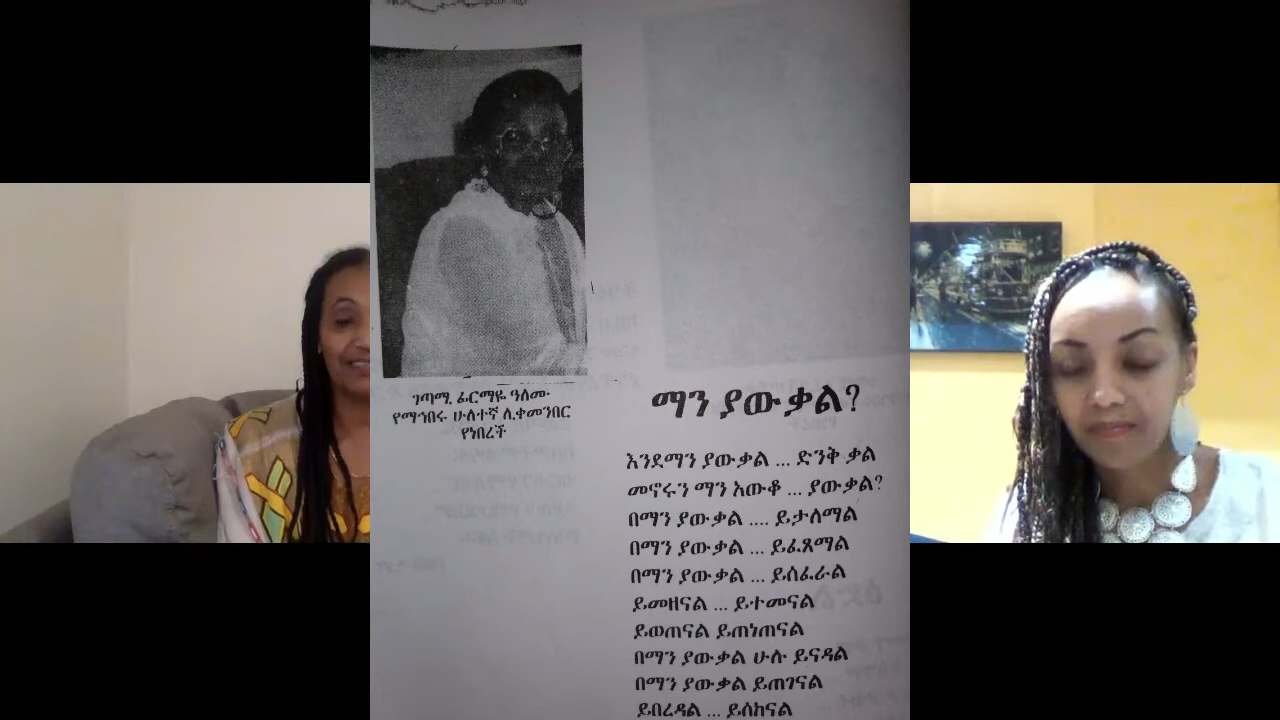 ገጣሚ ፊርማዬ ዓለሙ
የማኅበሩ ሁለተኛ ሊቀመንበር
የነበረች
ማን ያውቃል?
እንደማን ያውቃል ... ድንቅ ቃል
መኖሩን ማን አውቆ ... ያውቃል?
በማን ያውቃል .... ይታለማል
በማን ያውቃል ... ይፈጸማል
በማን ያውቃል ... ይሰፈራል
ይመዘናል ... ይተመናል
ይወጠናል ይጠነጠናል
በማን ያውቃል ሁሉ ይናዳል
በማን ያውቃል ይጠገናል
ይበረዳል ... ይሰከናል